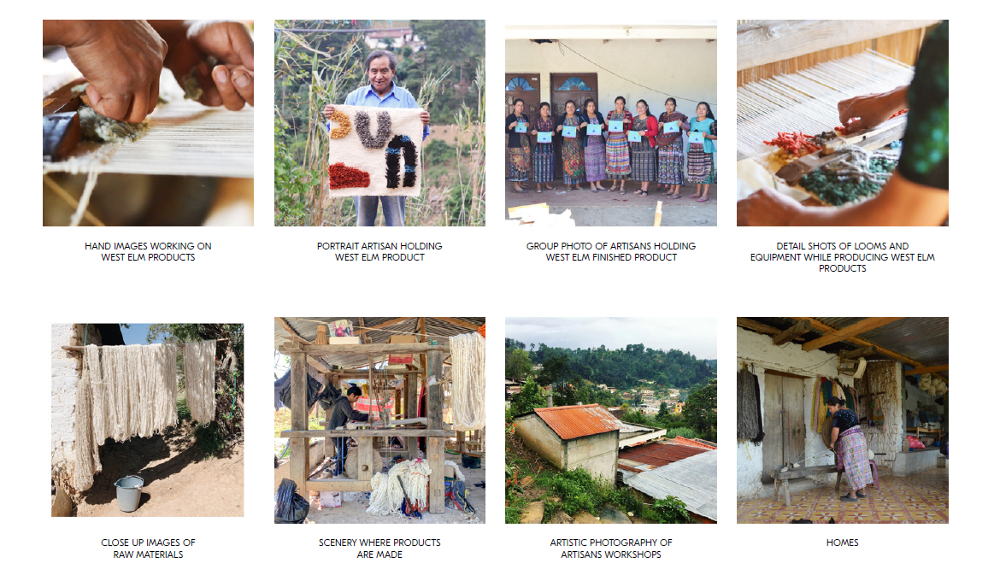 HAND IMAGES WORKING ON
WEST ELM PRODUCTS
PORTRAIT ARTISAN HOLDING
WEST ELM PRODUCT
GROUP PHOTO OF ARTISANS HOLDING
WEST ELM FINISHED PRODUCT
DETAIL SHOTS OF LOOMS AND
EQUIPMENT WHILE PRODUCING WEST ELM
PRODUCTS
CLOSE UP IMAGES OF
RAW MATERIALS
SCENERY WHERE PRODUCTS
ARE MADE
ARTISTIC PHOTOGRAPHY OF
ARTISANS WORKSHOPS
HOMES